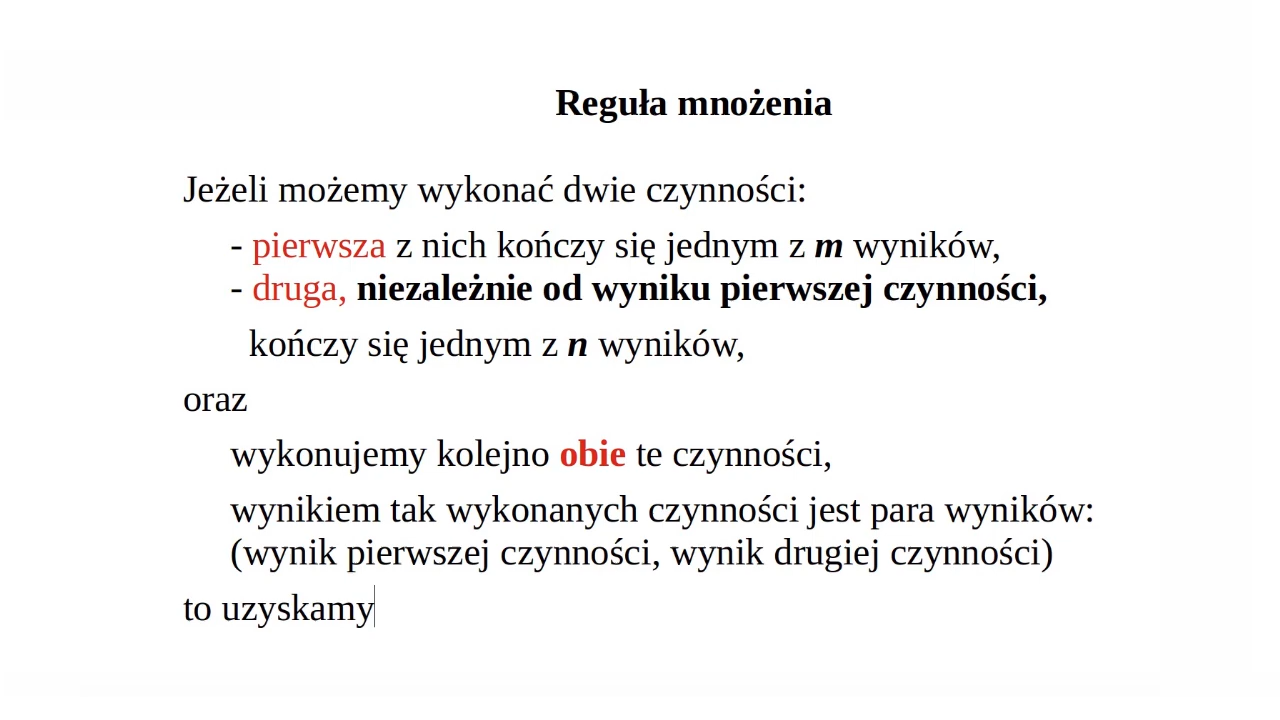 Reguła mnożenia
Jeżeli możemy wykonać dwie czynności:
- pierwsza z nich kończy się jednym z m wyników,
- druga, niezależnie od wyniku pierwszej czynności,
kończy się jednym z n wyników,
oraz
wykonujemy kolejno obie te czynności,
wynikiem tak wykonanych czynności jest para wyników:
(wynik pierwszej czynności, wynik drugiej czynności)
to uzyskamy